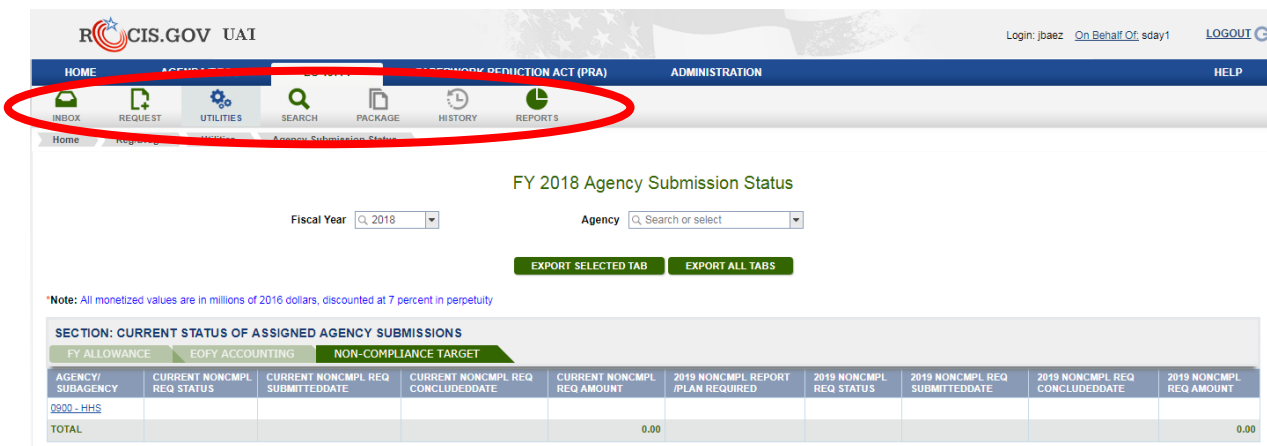 ROCIS.GOV UAT
Login: jbaez On Behalf Of: sday1 LOGOUT
HOME ACT (PRA) ADMINISTRATION HELP
INBOX REQUEST UTILITIES SEARCH PACKAGE HISTORY REPORTS
Home Utilities Agency Submission Status
FY 2018 Agency Submission Status
Fiscal Year 2018 Agency Search or select
EXPORT SELECTED TAB EXPORT ALL TABS
*Note: All monetized values are in millions of 2016 dollars, discounted at 7 percent in perpetuity
SECTION: CURRENT STATUS OF ASSIGNED AGENCY SUBMISSIONS
FY ALLOWANCE EOFY ACCOUNTING NON-COMPLIANCE TARGET
AGENCY/ CURRENT NONCMPL CURRENT NONCMPL REQ CURRENT NONCMPL REQ CURRENT NONCMPL 2019 NONCMPL REPORT 2019 NONCMPL 2019 NONCMPL REQ 2019 NONCMPL REQ 2019 NONCMPL
SUBAGENCY REQ STATUS SUBMITTEDDATE CONCLUDEDDATE REQ AMOUNT /PLAN REQUIRED REQ STATUS SUBMITTEDDATE CONCLUDEDDATE REQ AMOUNT
0900 - HHS
TOTAL 0.00 0.00